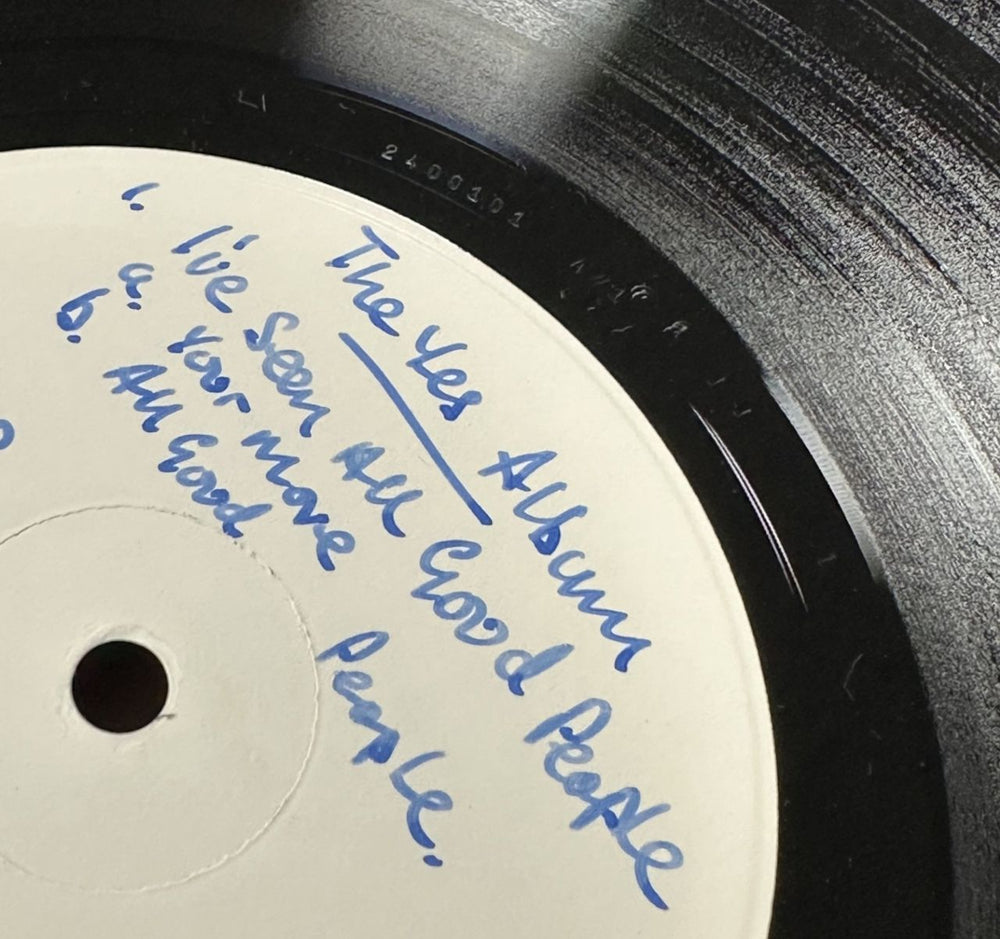 2400101
The Yes Album
1. I've Seen All Good People
a. Your Move
b. All Good People.